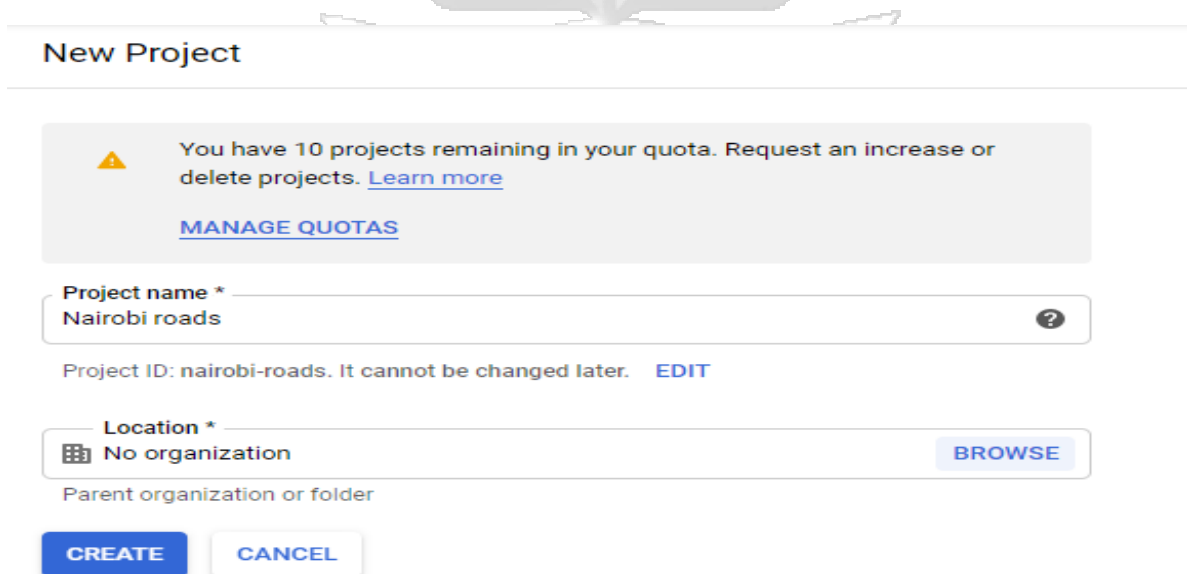 New Project
You have 10 projects remaining in your quota. Request an increase or
delete projects. Learn more
MANAGE QUOTAS
Project name *
Nairobi roads
Project ID: nairobi-roads. It cannot be changed later. EDIT
Location *
No organization BROWSE
Parent organization or folder
CREATE CANCEL